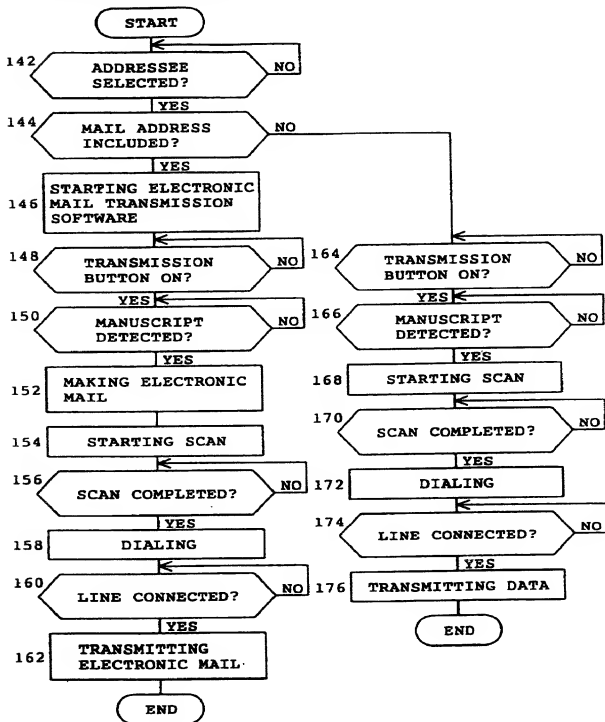 START
142
ADDRESSEE
SELECTED?
NO
YES
144
MAIL ADDRESS
INCLUDED?
NO
YES
146
STARTING ELECTRONIC
MAIL TRANSMISSION
SOFTWARE
148
TRANSMISSION
BUTTON ON?
NO
YES
150
MANUSCRIPT
DETECTED?
NO
YES
152
MAKING ELECTRONIC
MAIL
154
STARTING SCAN
156
SCAN COMPLETED?
NO
YES
158
DIALING
160
LINE CONNECTED?
NO
YES
162
TRANSMITTING
ELECTRONIC MAIL
END
164
TRANSMISSION
BUTTON ON?
NO
YES
166
MANUSCRIPT
DETECTED?
NO
YES
168
STARTING SCAN
170
SCAN COMPLETED?
NO
YES
172
DIALING
174
LINE CONNECTED?
NO
YES
176
TRANSMITTING DATA
END